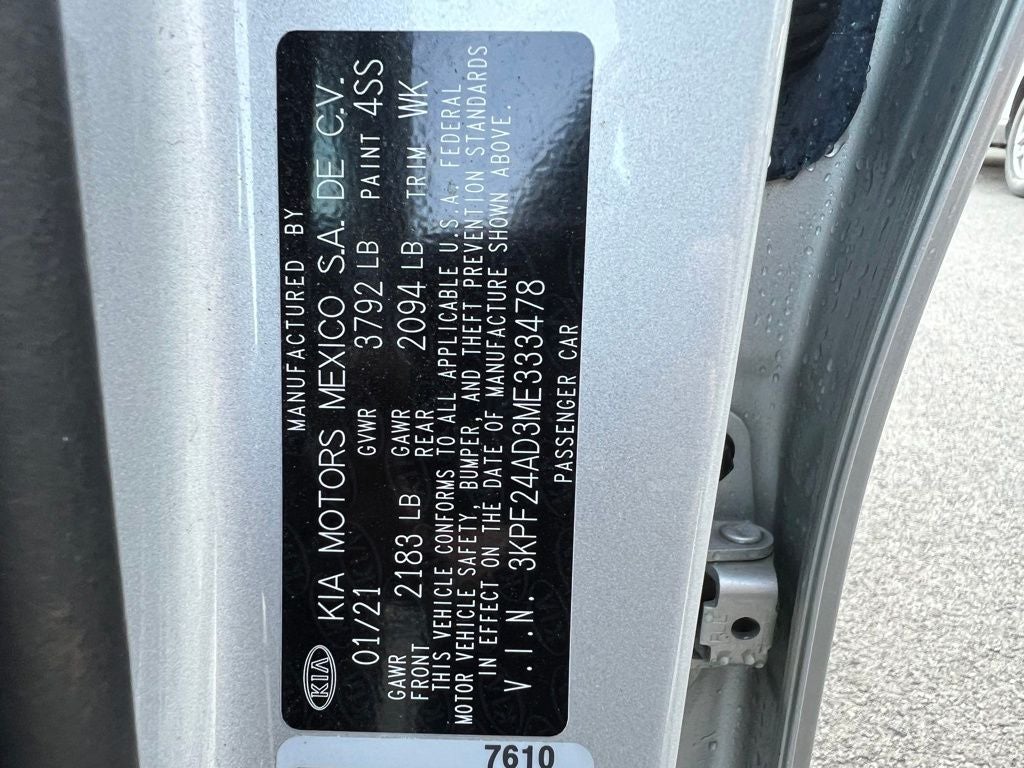 MANUFACTURED BY
KIA KIA MOTORS MEXICO S.A. DE C.V.
01/21 GVWR 3792 LB PAINT 4SS
GAWR FRONT 2183 LB GAWR REAR 2094 LB TRIM WK
THIS VEHICLE CONFORMS TO ALL APPLICABLE U.S.A. FEDERAL
MOTOR VEHICLE SAFETY, BUMPER, AND THEFT PREVENTION STANDARDS
IN EFFECT ON THE DATE OF MANUFACTURE SHOWN ABOVE.
V.I.N. 3KPF24AD3ME333478
PASSENGER CAR
7610